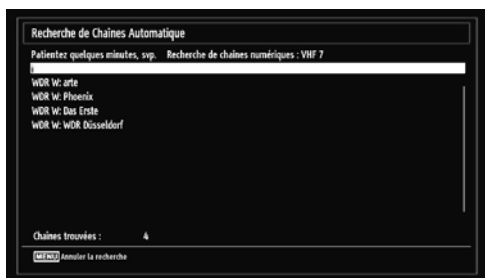 Recherche de Chaines Automatique
Patientez quelques minutes, svp. Recherche de chaînes numériques : VHF 7
WDR W: arte
WDR W: Phoenix
WDR W: Das Erste
WDR W: WDR Düsseldorf
Chaînes trouvées : 4
MENU Annuler la recherche